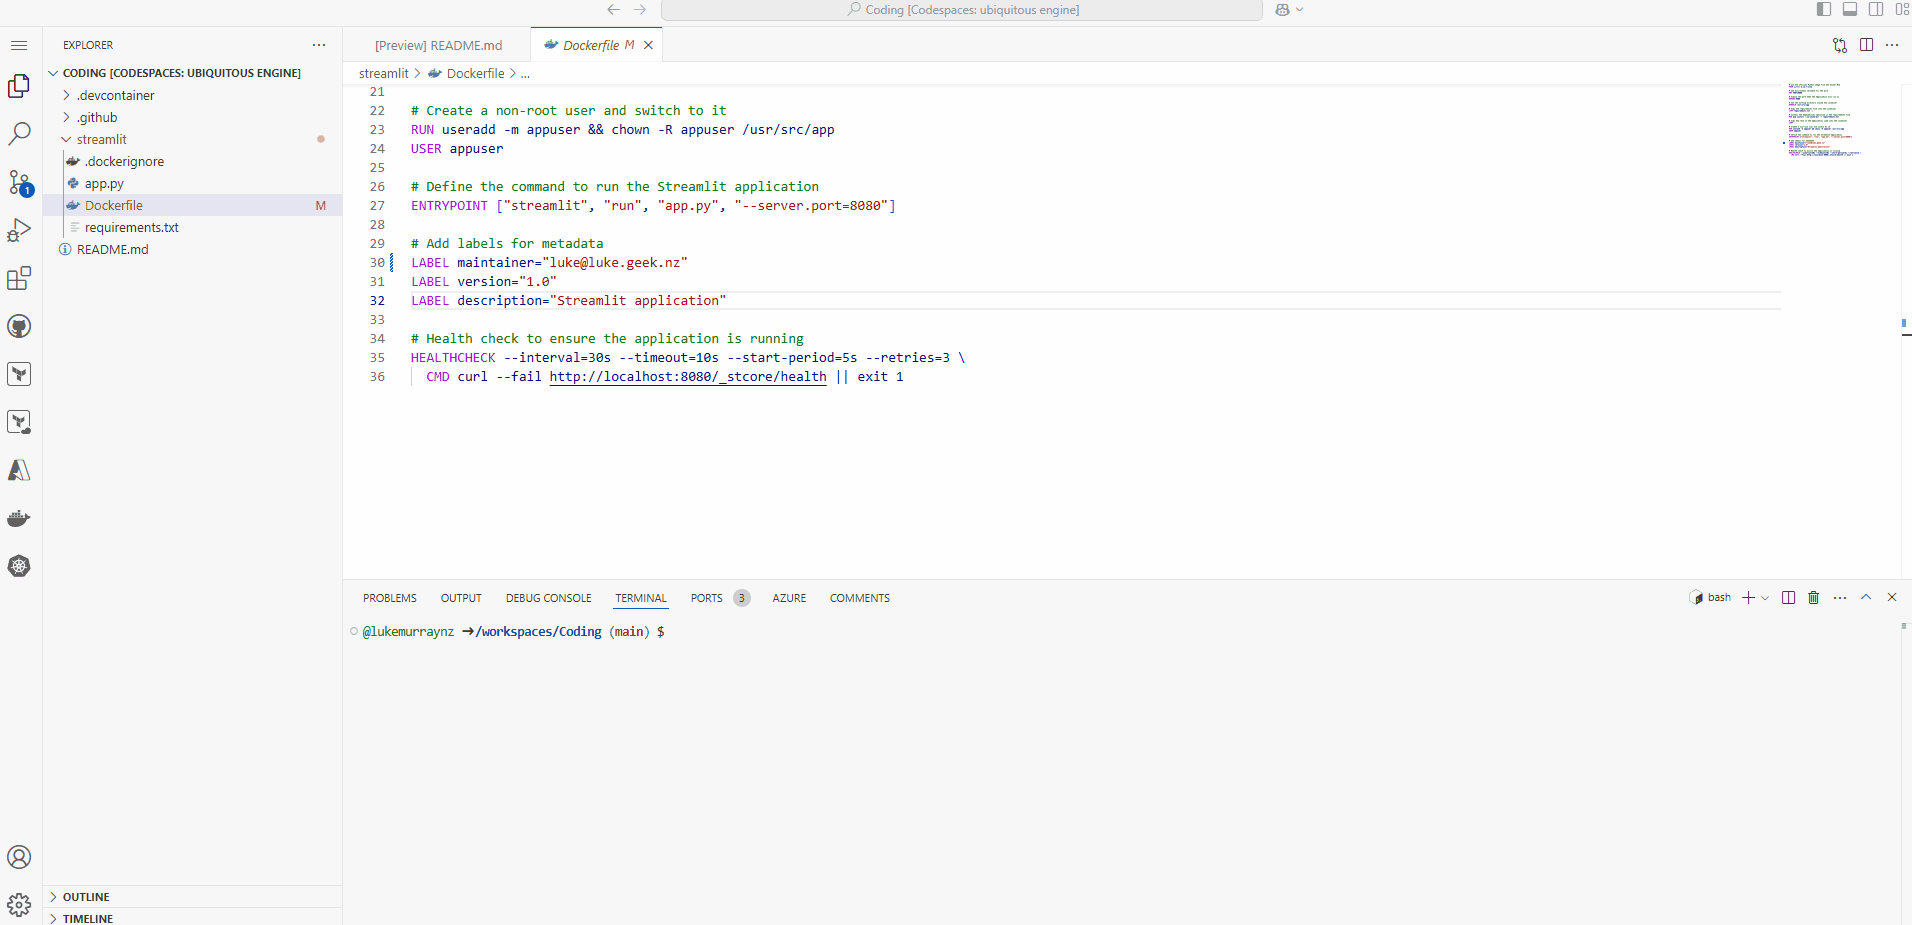 Coding [Codespaces: ubiquitous engine]
EXPLORER
[Preview] README.md
Dockerfile M
CODING [CODESPACES: UBIQUITOUS ENGINE]
.devcontainer
.github
streamlit
.dockerignore
app.py
Dockerfile M
requirements.txt
README.md
1
OUTLINE
TIMELINE
streamlit > Dockerfile > ...
21
22 # Create a non-root user and switch to it
23 RUN useradd -m appuser && chown -R appuser /usr/src/app
24 USER appuser
25
26 # Define the command to run the Streamlit application
27 ENTRYPOINT ["streamlit", "run", "app.py", "--server.port=8080"]
28
29 # Add labels for metadata
30 LABEL maintainer="luke@luke.geek.nz"
31 LABEL version="1.0"
32 LABEL description="Streamlit application"
33
34 # Health check to ensure the application is running
35 HEALTHCHECK --interval=30s --timeout=10s --start-period=5s --retries=3 \
36 CMD curl --fail http://localhost:8080/_stcore/health || exit 1
PROBLEMS OUTPUT DEBUG CONSOLE TERMINAL PORTS 3 AZURE COMMENTS
bash
@lukemurraynz ➜/workspaces/Coding (main) $